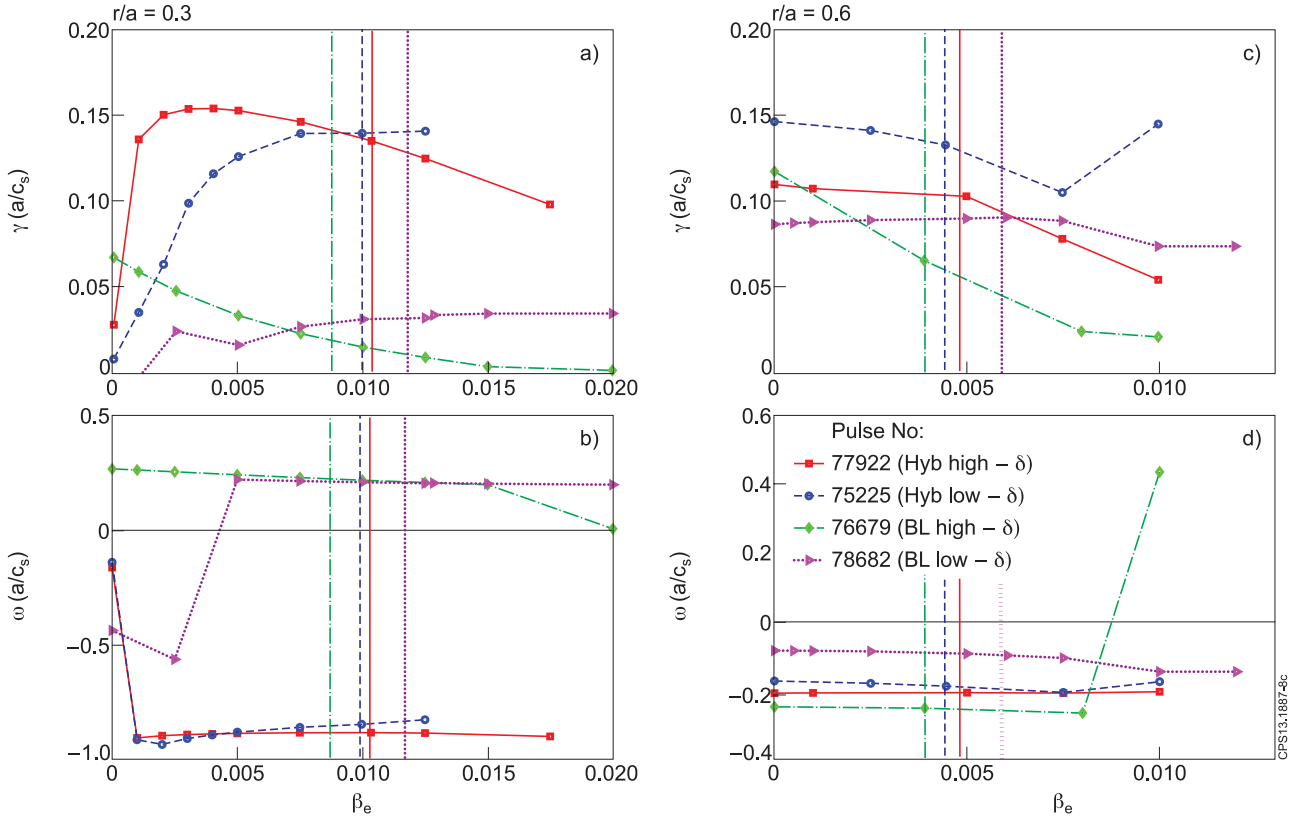 r/a = 0.3
0.20
0.15
0.10
0.05
0
γ (a/c_s)
a)
0 0.005 0.010 0.015 0.020
0.5
0
−0.5
−1.0
ω (a/c_s)
b)
0 0.005 0.010 0.015 0.020
β_e
r/a = 0.6
0.20
0.15
0.10
0.05
0
γ (a/c_s)
c)
0 0.005 0.010
0.6
0.4
0.2
0
−0.2
−0.4
ω (a/c_s)
d)
Pulse No:
77922 (Hyb high – δ)
75225 (Hyb low – δ)
76679 (BL high – δ)
78682 (BL low – δ)
0 0.005 0.010
β_e
CPS13.1887-8c